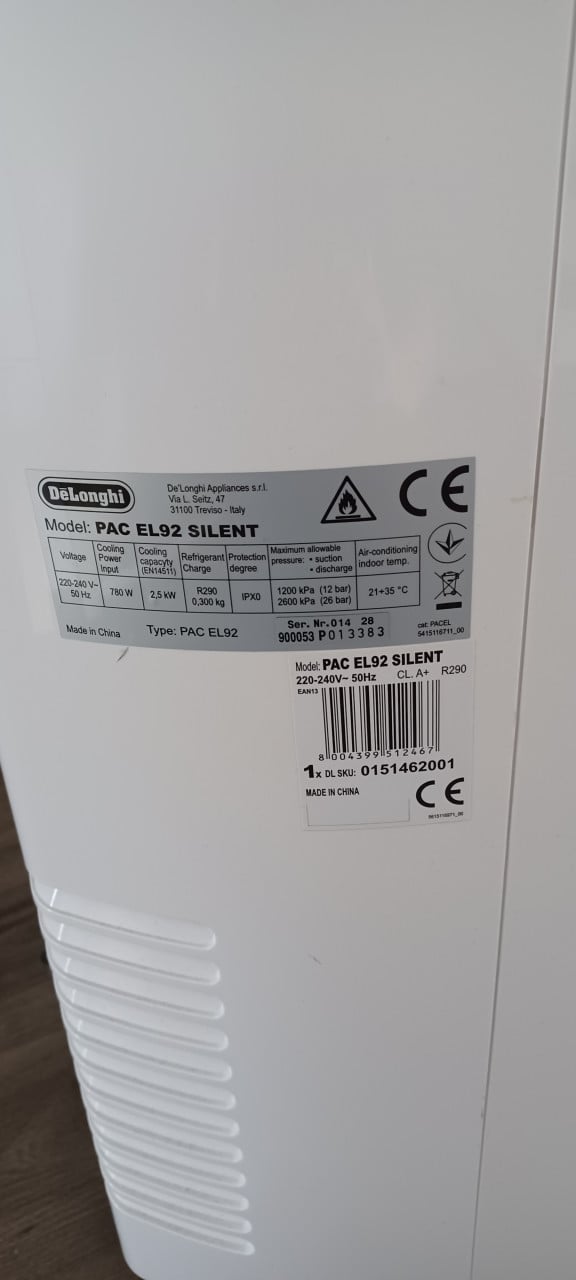 DeLonghi
De'Longhi Appliances s.r.l.
Via L. Seitz, 47
31100 Treviso - Italy
CE
Model: PAC EL92 SILENT
Voltage
Cooling Power Input
Cooling capacyty (EN14511)
Refrigerant Charge
Protection degree
Maximum allowable pressure: • suction • discharge
Air-conditioning indoor temp.
220-240 V~ 50 Hz
780 W
2,5 kW
R290 0,300 kg
IPX0
1200 kPa (12 bar)
2600 kPa (26 bar)
21÷35 °C
Made in China
Type: PAC EL92
Ser. Nr. 014 28
900053 P013383
cat: PACEL
5415116711_00
Model: PAC EL92 SILENT
220-240V~ 50Hz CL. A+ R290
EAN13
8 004399 512467
1x DL SKU: 0151462001
MADE IN CHINA
CE